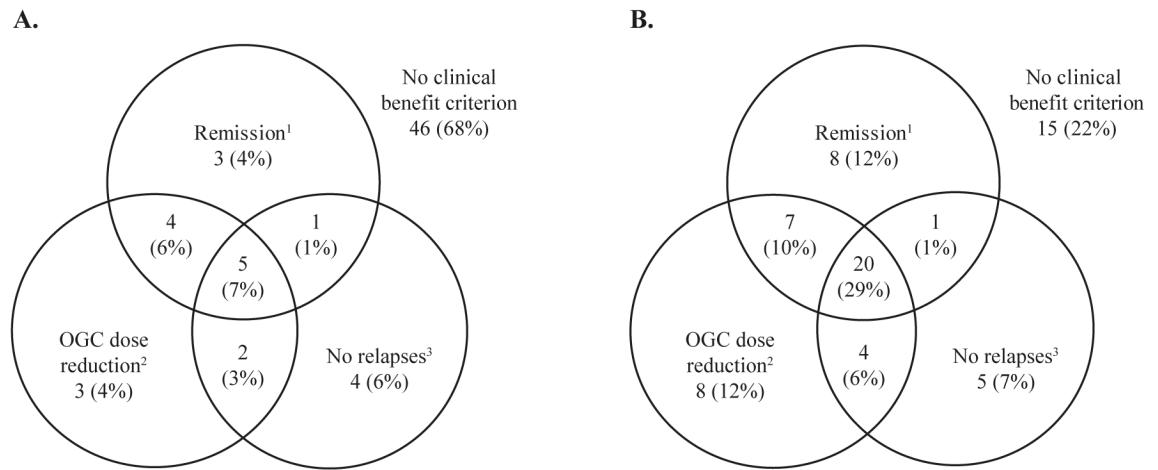 A.
No clinical
benefit criterion
46 (68%)
Remission¹
3 (4%)
4
(6%)
1
(1%)
5
(7%)
OGC dose
reduction²
3 (4%)
2
(3%)
No relapses³
4 (6%)
B.
No clinical
benefit criterion
15 (22%)
Remission¹
8 (12%)
7
(10%)
1
(1%)
20
(29%)
OGC dose
reduction²
8 (12%)
4
(6%)
No relapses³
5 (7%)